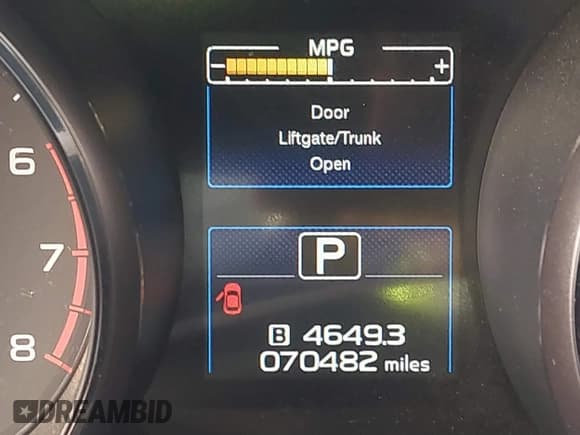 MPG
- +
Door
Liftgate/Trunk
Open
6
7
8
P
B 4649.3
070482 miles
DREAMBID